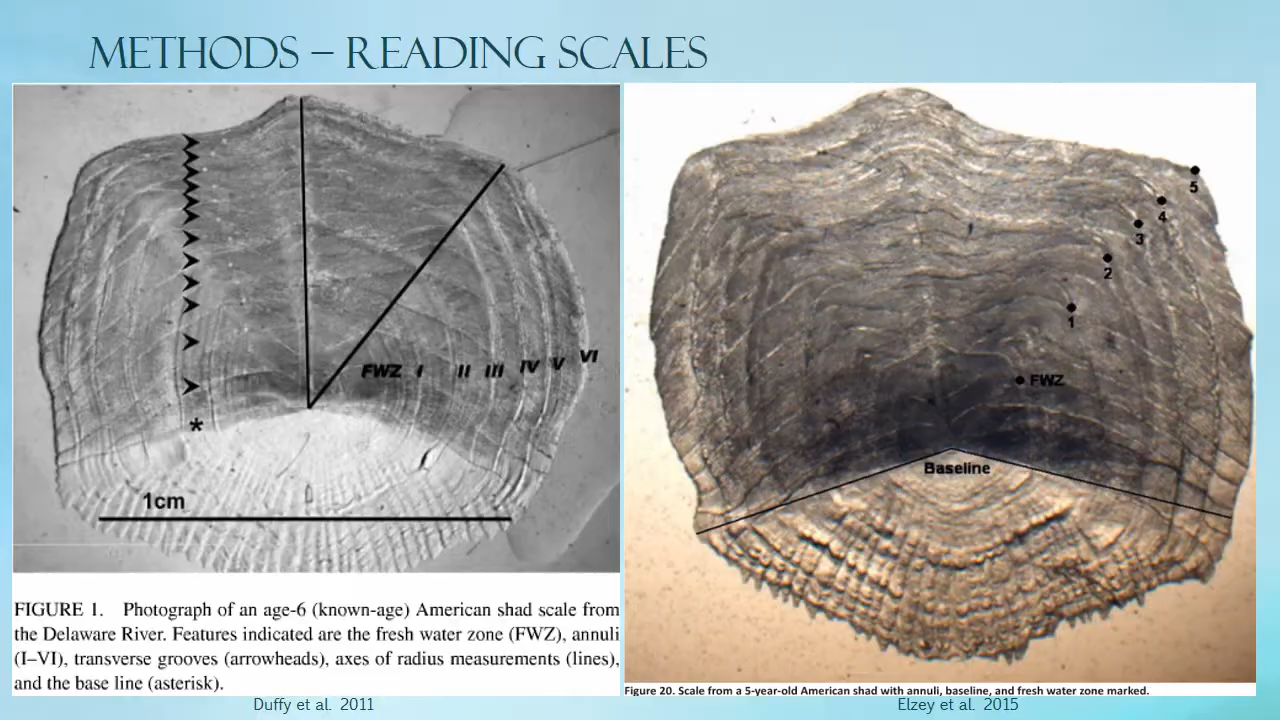 METHODS – READING SCALES
FWZ I II III IV V VI
*
1cm
FIGURE 1. Photograph of an age-6 (known-age) American shad scale from
the Delaware River. Features indicated are the fresh water zone (FWZ), annuli
(I–VI), transverse grooves (arrowheads), axes of radius measurements (lines),
and the base line (asterisk).
Duffy et al. 2011
5
4
3
2
1
FWZ
Baseline
Figure 20. Scale from a 5-year-old American shad with annuli, baseline, and fresh water zone marked.
Elzey et al. 2015